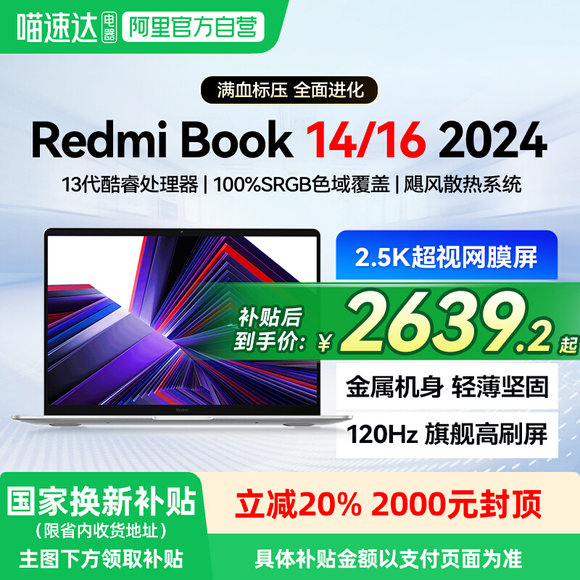 喵速达电器 阿里官方自营
满血标压 全面进化
Redmi Book 14/16 2024
13代酷睿处理器 | 100%SRGB色域覆盖 | 飓风散热系统
2.5K超视网膜屏
补贴后
到手价: ¥2639.2起
金属机身 轻薄坚固
120Hz 旗舰高刷屏
Redmi
国家换新补贴
(限省内收货地址)
主图下方领取补贴
立减20% 2000元封顶
具体补贴金额以支付页面为准